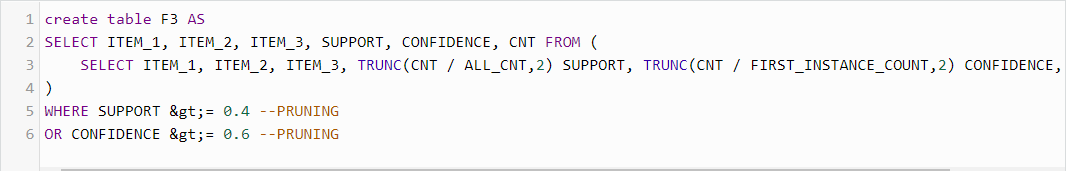 1 create table F3 AS
2 SELECT ITEM_1, ITEM_2, ITEM_3, SUPPORT, CONFIDENCE, CNT FROM (
3     SELECT ITEM_1, ITEM_2, ITEM_3, TRUNC(CNT / ALL_CNT,2) SUPPORT, TRUNC(CNT / FIRST_INSTANCE_COUNT,2) CONFIDENCE,
4 )
5 WHERE SUPPORT &gt;= 0.4 --PRUNING
6 OR CONFIDENCE &gt;= 0.6 --PRUNING